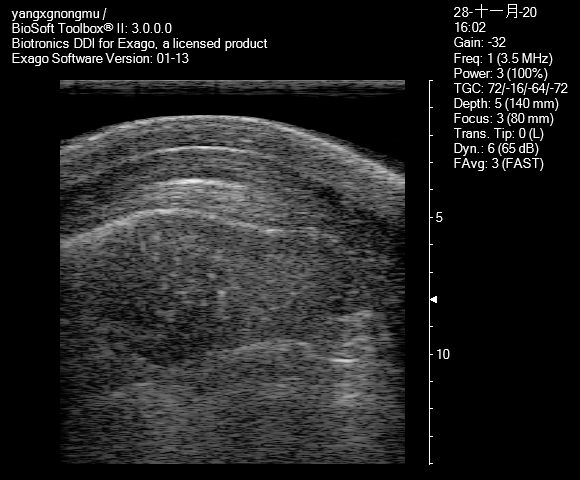 yangxgnongmu /
BioSoft Toolbox® II: 3.0.0.0
Biotronics DDI for Exago, a licensed product
Exago Software Version: 01-13
28-十一月-20
16:02
Gain: -32
Freq: 1 (3.5 MHz)
Power: 3 (100%)
TGC: 72/-16/-64/-72
Depth: 5 (140 mm)
Focus: 3 (80 mm)
Trans. Tip: 0 (L)
Dyn.: 6 (65 dB)
FAvg: 3 (FAST)
5
10